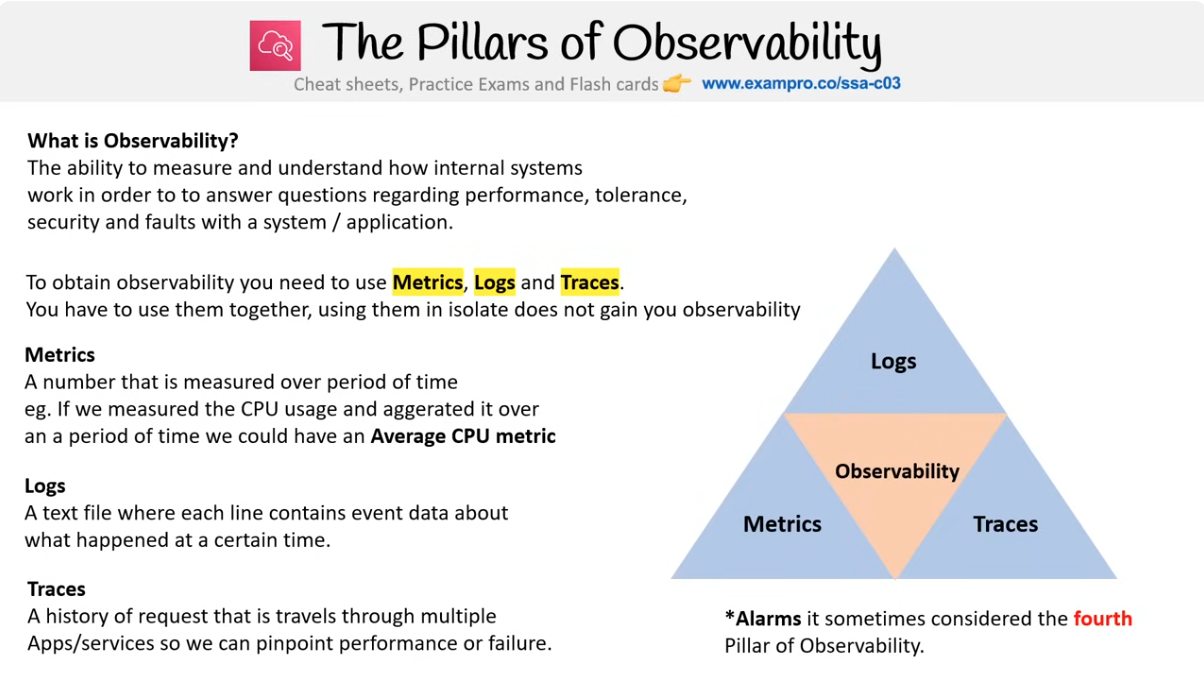 The Pillars of Observability
Cheat sheets, Practice Exams and Flash cards 👉 www.exampro.co/ssa-c03
What is Observability?
The ability to measure and understand how internal systems
work in order to to answer questions regarding performance, tolerance,
security and faults with a system / application.
To obtain observability you need to use Metrics, Logs and Traces.
You have to use them together, using them in isolate does not gain you observability
Metrics
A number that is measured over period of time
eg. If we measured the CPU usage and aggerated it over
an a period of time we could have an Average CPU metric
Logs
A text file where each line contains event data about
what happened at a certain time.
Traces
A history of request that is travels through multiple
Apps/services so we can pinpoint performance or failure.
Logs
Observability
Metrics
Traces
*Alarms it sometimes considered the fourth
Pillar of Observability.